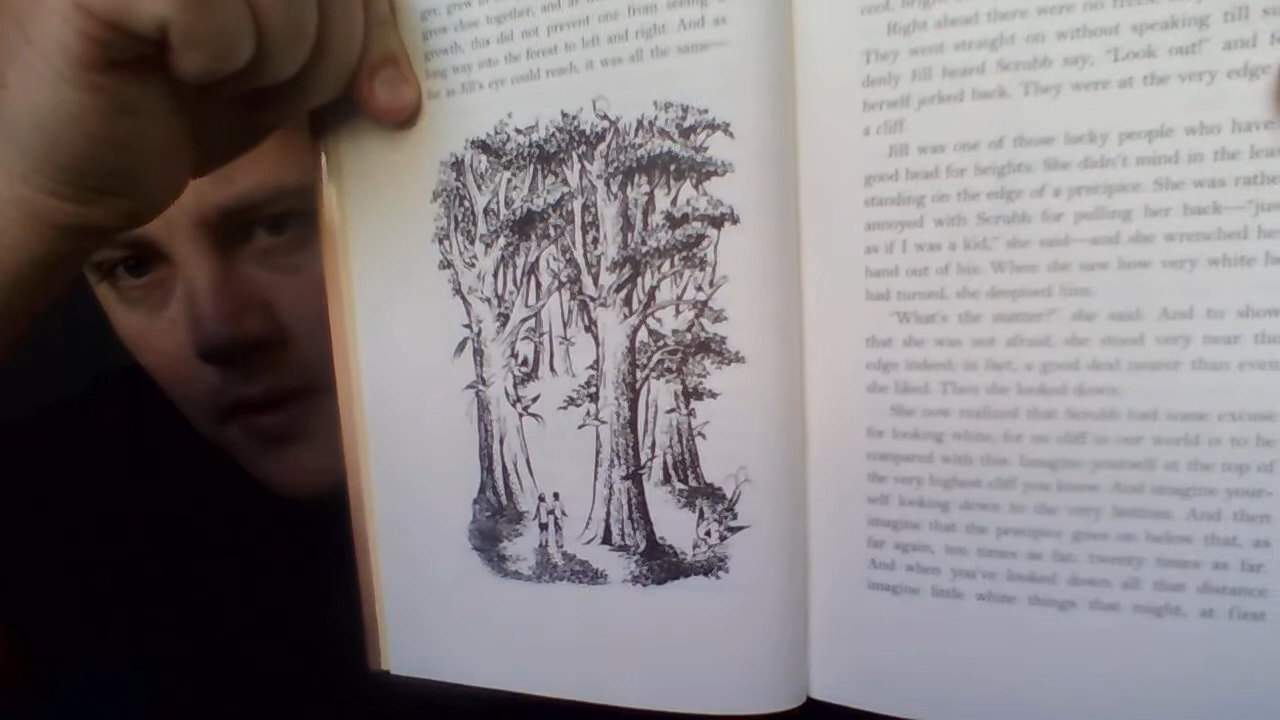 ger, grew
grew close together, and
growth, this did not prevent one from seeing a
long way into the forest to left and right. And as
far as Jill's eye could reach, it was all the same—
cool, brig
Right ahead there were no trees
They went straight on without speaking till su
denly Jill heard Scrubb say, "Look out!" and f
herself jerked back. They were at the very edge
a cliff.
Jill was one of those lucky people who have
good head for heights. She didn't mind in the lea
standing on the edge of a precipice. She was rathe
annoyed with Scrubb for pulling her back—"jus
as if I was a kid," she said—and she wrenched he
hand out of his. When she saw how very white he
had turned, she despised him.
"What's the matter?" she said. And to show
that she was not afraid, she stood very near the
edge indeed; in fact, a good deal nearer than even
she liked. Then she looked down.
She now realized that Scrubb had some excuse
for looking white, for no cliff in our world is to be
compared with this. Imagine yourself at the top of
the very highest cliff you know. And imagine your-
self looking down to the very bottom. And then
imagine that the precipice goes on below that, as
far again, ten times as far, twenty times as far.
And when you've looked down all that distance
imagine little white things that might, at first